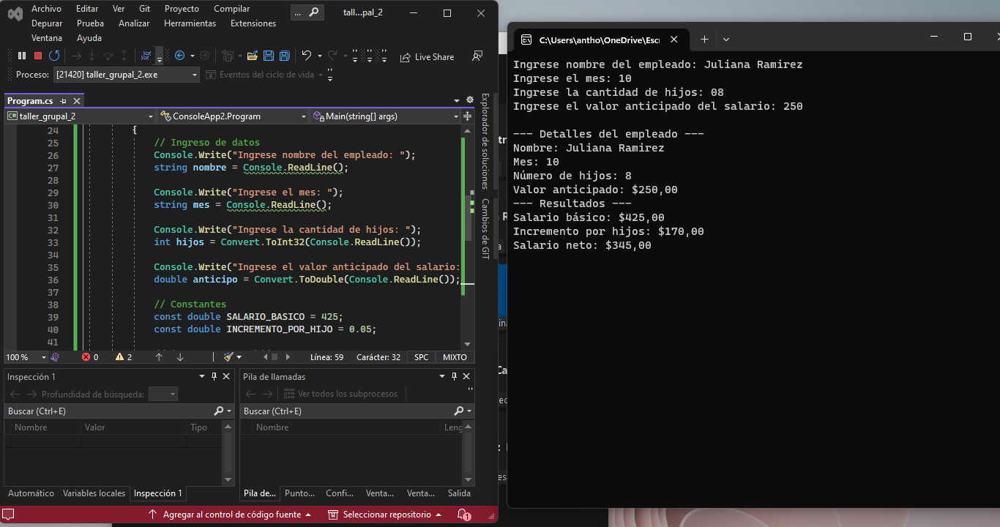 Archivo Editar Ver Git Proyecto Compilar
Depurar Prueba Analizar Herramientas Extensiones
Ventana Ayuda
...
tall...pal_2
Live Share
Proceso: [21420] taller_grupal_2.exe Eventos del ciclo de vida
Program.cs
C# taller_grupal_2 ConsoleApp2.Program Main(string[] args)
24 {
25 // Ingreso de datos
26 Console.Write("Ingrese nombre del empleado: ");
27 string nombre = Console.ReadLine();
28
29 Console.Write("Ingrese el mes: ");
30 string mes = Console.ReadLine();
31
32 Console.Write("Ingrese la cantidad de hijos: ");
33 int hijos = Convert.ToInt32(Console.ReadLine());
34
35 Console.Write("Ingrese el valor anticipado del salario:
36 double anticipo = Convert.ToDouble(Console.ReadLine());
37
38 // Constantes
39 const double SALARIO_BASICO = 425;
40 const double INCREMENTO_POR_HIJO = 0.05;
41
Explorador de soluciones
Cambios de GIT
100 % 0 2 Línea: 59 Carácter: 32 SPC MIXTO
Inspección 1
Profundidad de búsqueda:
Buscar (Ctrl+E)
Nombre Valor Tipo
Automático Variables locales Inspección 1
Pila de llamadas
Ver todos los subprocesos
Buscar (Ctrl+E)
Nombre Leng
Pila de... Punto... Confi... Venta... Venta... Salida
Agregar al control de código fuente Seleccionar repositorio 1
C:\Users\antho\OneDrive\Escr
Ingrese nombre del empleado: Juliana Ramirez
Ingrese el mes: 10
Ingrese la cantidad de hijos: 08
Ingrese el valor anticipado del salario: 250
--- Detalles del empleado ---
Nombre: Juliana Ramirez
Mes: 10
Número de hijos: 8
Valor anticipado: $250,00
--- Resultados ---
Salario básico: $425,00
Incremento por hijos: $170,00
Salario neto: $345,00